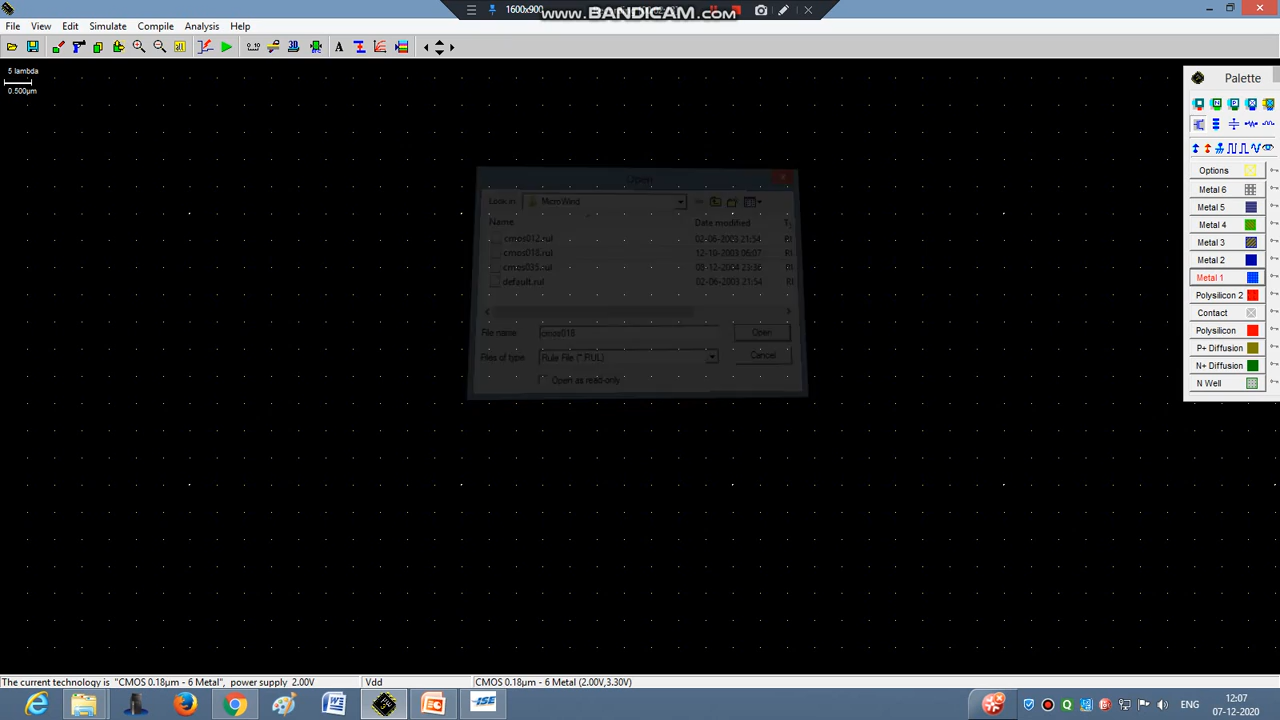 1600x900
www.BANDICAM.com
File View Edit Simulate Compile Analysis Help
5 lambda
0.500µm
Palette
Options
Metal 6
Metal 5
Metal 4
Metal 3
Metal 2
Metal 1
Polysilicon 2
Contact
Polysilicon
P+ Diffusion
N+ Diffusion
N Well
Open
Look in: MicroWind
Name Date modified
cmos012.rul 02-06-2003 21:54
cmos018.rul 12-10-2003 06:07
cmos035.rul 08-12-2004 21:36
default.rul 02-06-2003 21:54
File name: cmos018 Open
Files of type: Rule File (*.RUL) Cancel
Open as read-only
The current technology is "CMOS 0.18µm - 6 Metal", power supply 2.00V Vdd CMOS 0.18µm - 6 Metal (2.00V,3.30V)
ISE
ENG
12:07
07-12-2020